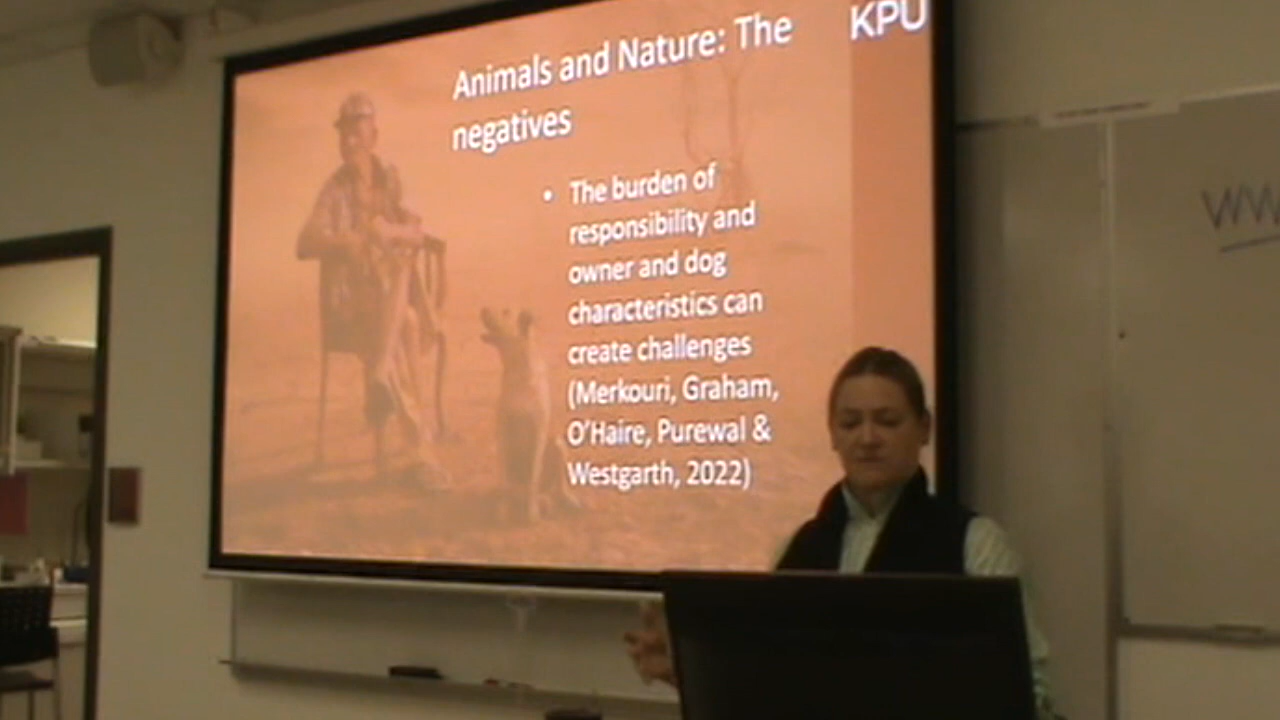 Animals and Nature: The
negatives
KPU
• The burden of
responsibility and
owner and dog
characteristics can
create challenges
(Merkouri, Graham,
O'Haire, Purewal &
Westgarth, 2022)
WW